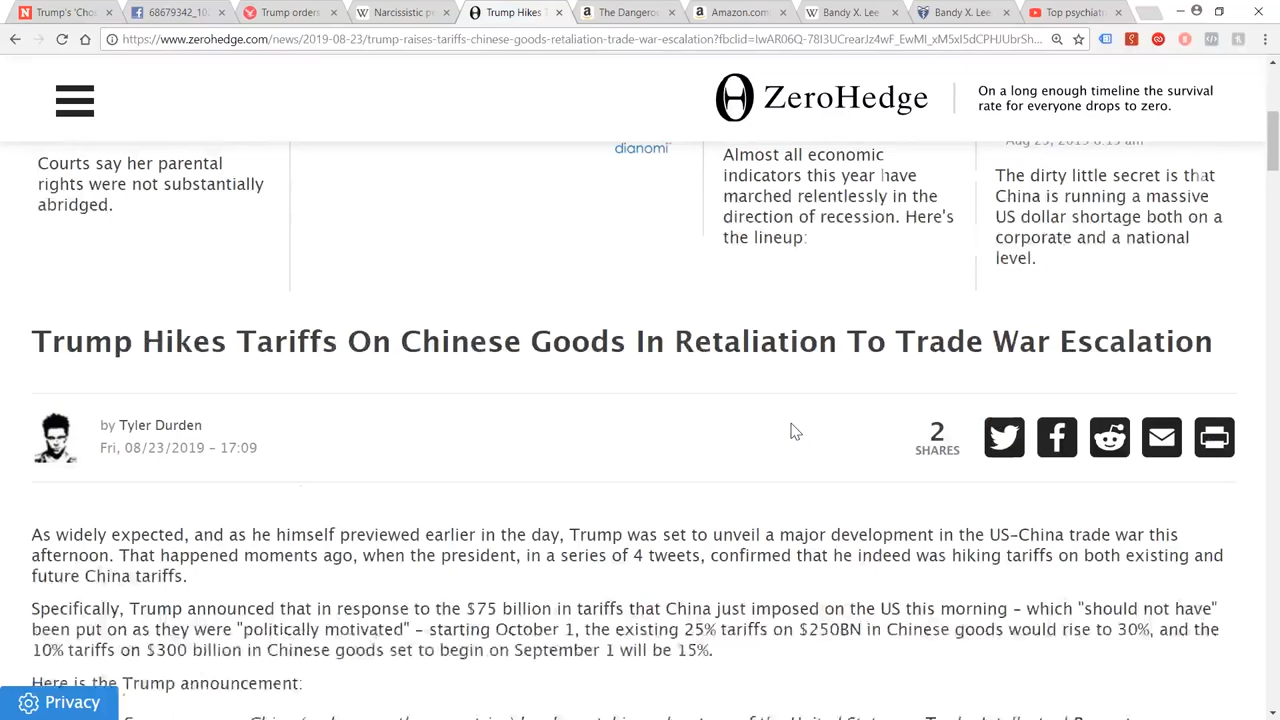 Trump's 'Cho
68679342_10
Trump orders
Narcissistic p
Trump Hikes
The Dangerou
Amazon.com
Bandy X. Lee
Bandy X. Lee
Top psychiat
https://www.zerohedge.com/news/2019-08-23/trump-raises-tariffs-chinese-goods-retaliation-trade-war-escalation?fbclid=
ZeroHedge
On a long enough timeline the survival
rate for everyone drops to zero.
Courts say her parental
rights were not substantially
abridged.
dianomi
Almost all economic
indicators this year have
marched relentlessly in the
direction of recession. Here's
the lineup:
The dirty little secret is that
China is running a massive
US dollar shortage both on a
corporate and a national
level.
Trump Hikes Tariffs On Chinese Goods In Retaliation To Trade War Escalation
by Tyler Durden
Fri, 08/23/2019 - 17:09
2
SHARES
As widely expected, and as he himself previewed earlier in the day, Trump was set to unveil a major development in the US-China trade war this
afternoon. That happened moments ago, when the president, in a series of 4 tweets, confirmed that he indeed was hiking tariffs on both existing and
future China tariffs.
Specifically, Trump announced that in response to the $75 billion in tariffs that China just imposed on the US this morning - which "should not have"
been put on as they were "politically motivated" - starting October 1, the existing 25% tariffs on $250BN in Chinese goods would rise to 30%, and the
10% tariffs on $300 billion in Chinese goods set to begin on September 1 will be 15%.
Here is the Trump announcement:
Privacy